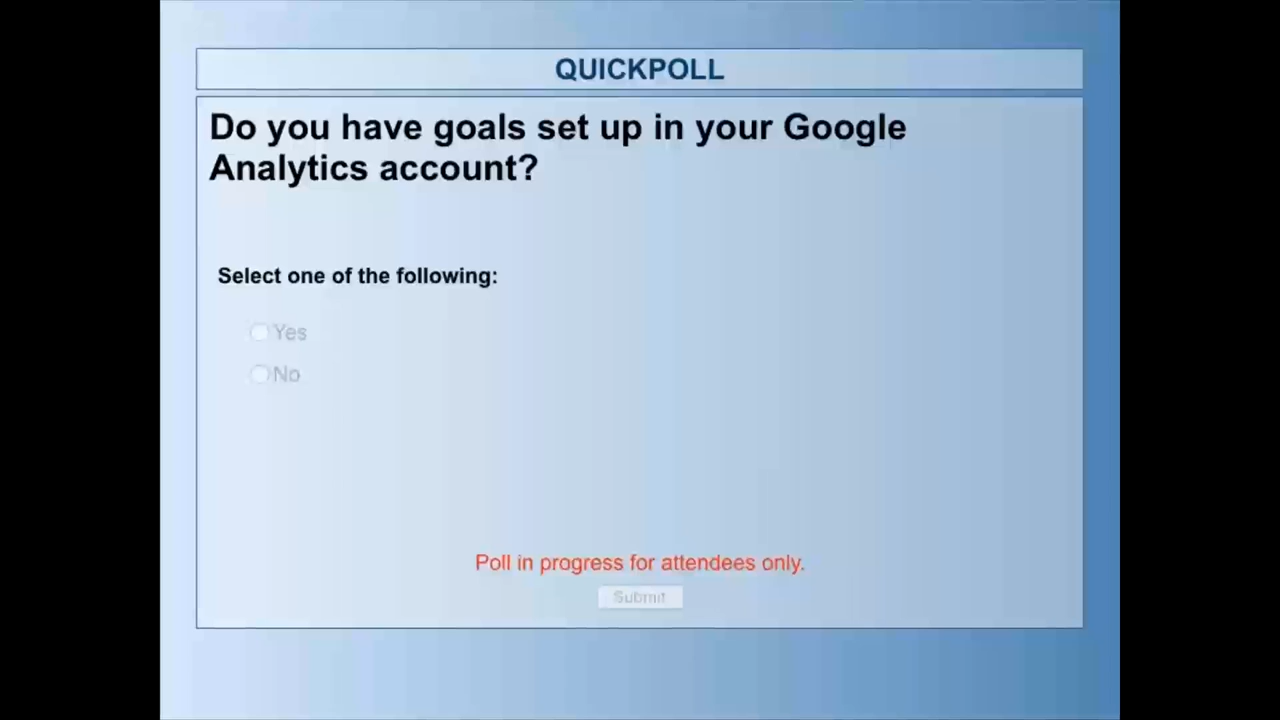 QUICKPOLL
Do you have goals set up in your Google
Analytics account?
Select one of the following:
Yes
No
Poll in progress for attendees only.
Submit